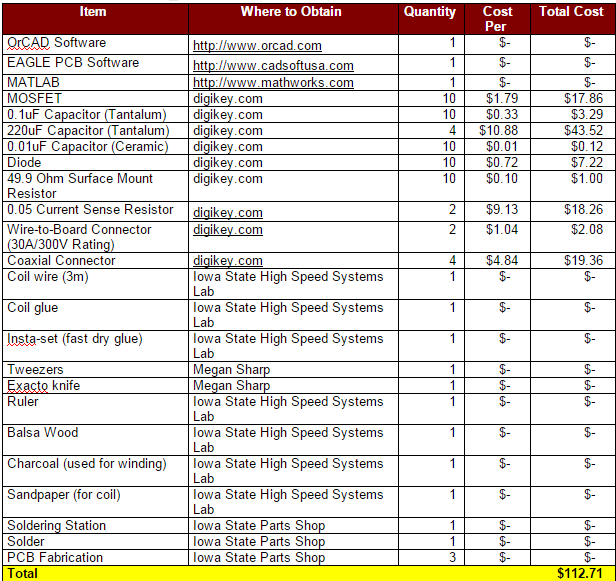 Item Where to Obtain Quantity Cost Per Total Cost
OrCAD Software http://www.orcad.com 1 $- $-
EAGLE PCB Software http://www.cadsoftusa.com 1 $- $-
MATLAB http://www.mathworks.com 1 $- $-
MOSFET digikey.com 10 $1.79 $17.86
0.1uF Capacitor (Tantalum) digikey.com 10 $0.33 $3.29
220uF Capacitor (Tantalum) digikey.com 4 $10.88 $43.52
0.01uF Capacitor (Ceramic) digikey.com 10 $0.01 $0.12
Diode digikey.com 10 $0.72 $7.22
49.9 Ohm Surface Mount digikey.com 10 $0.10 $1.00
Resistor
0.05 Current Sense Resistor digikey.com 2 $9.13 $18.26
Wire-to-Board Connector digikey.com 2 $1.04 $2.08
(30A/300V Rating)
Coaxial Connector digikey.com 4 $4.84 $19.36
Coil wire (3m) Iowa State High Speed Systems 1 $- $-
Lab
Coil glue Iowa State High Speed Systems 1 $- $-
Lab
Insta-set (fast dry glue) Iowa State High Speed Systems 1 $- $-
Lab
Tweezers Megan Sharp 1 $- $-
Exacto knife Megan Sharp 1 $- $-
Ruler Iowa State High Speed Systems 1 $- $-
Lab
Balsa Wood Iowa State High Speed Systems 1 $- $-
Lab
Charcoal (used for winding) Iowa State High Speed Systems 1 $- $-
Lab
Sandpaper (for coil) Iowa State High Speed Systems 1 $- $-
Lab
Soldering Station Iowa State Parts Shop 1 $- $-
Solder Iowa State Parts Shop 1 $- $-
PCB Fabrication Iowa State Parts Shop 3 $- $-
Total $112.71